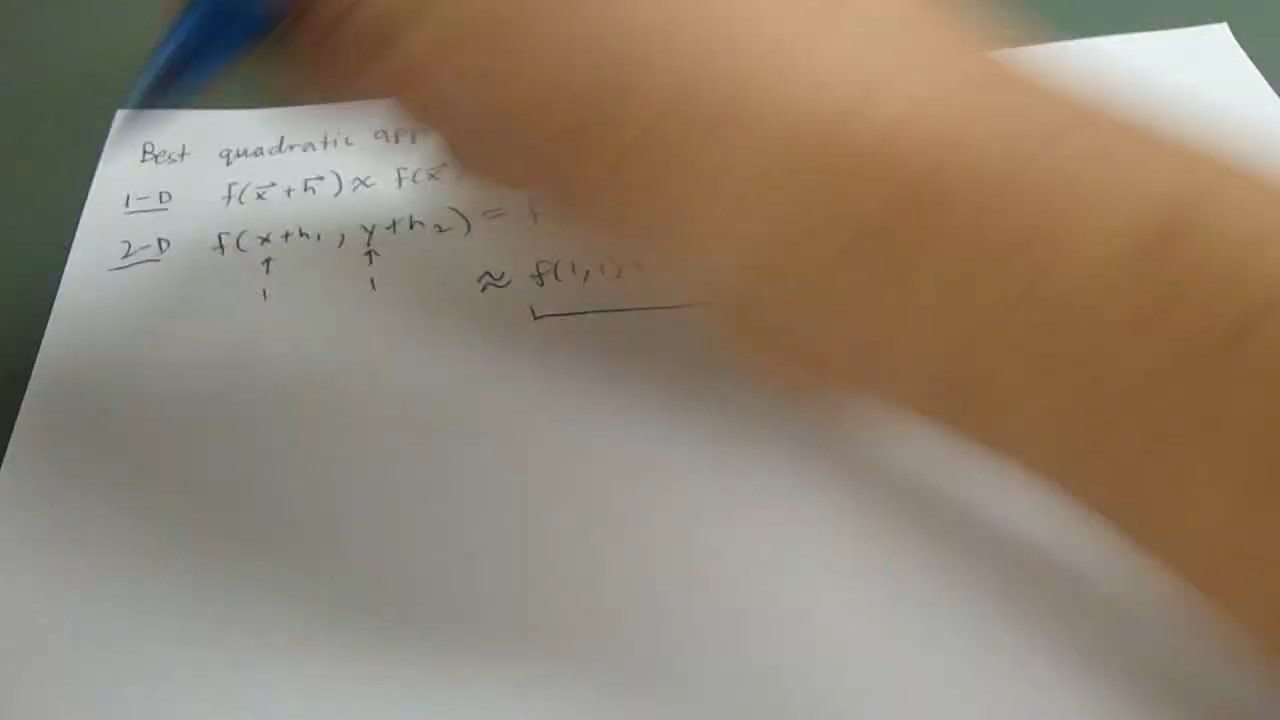 Best quadratic
1-D f(x⃗+h⃗) ∝ f(x⃗
2-D f(x+h₁, y+h₂) = f
↑ ↑
1 1
≈ f(1,1)